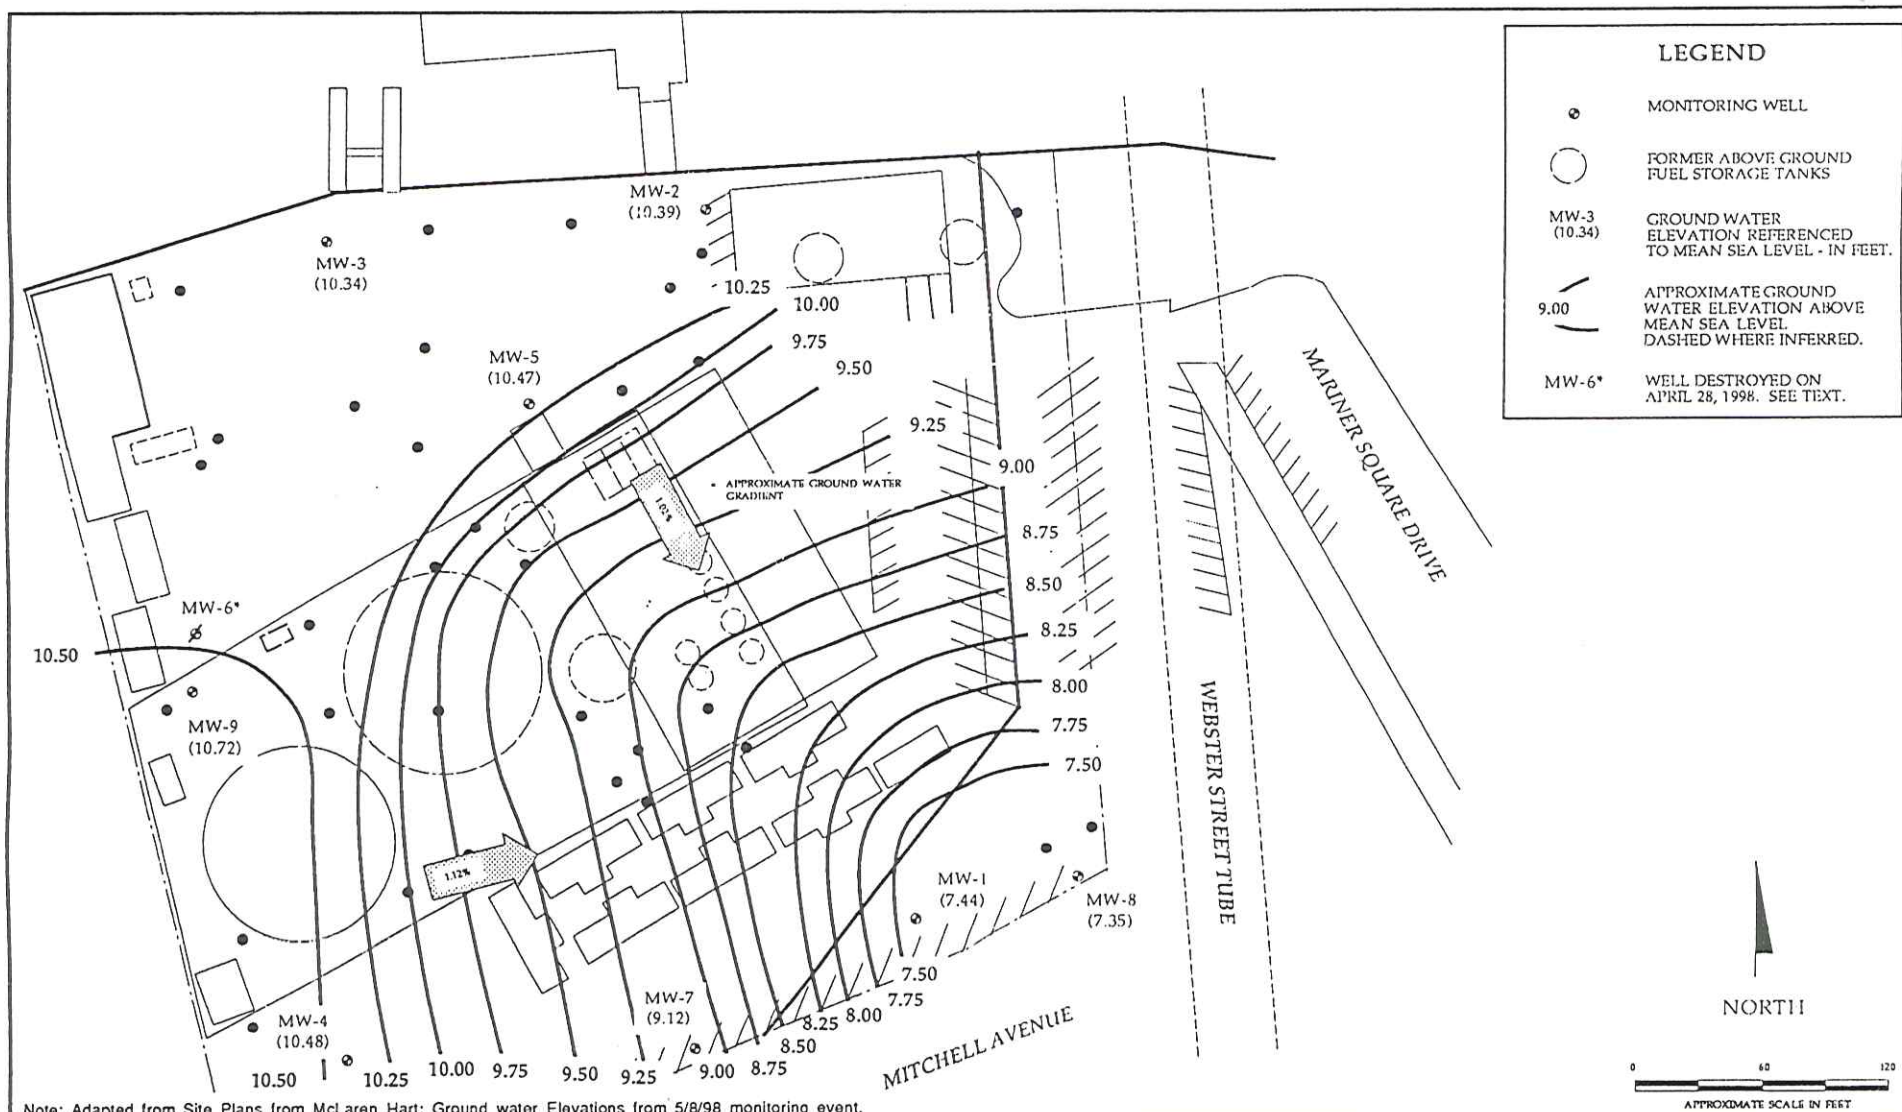 LEGEND
MONITORING WELL
FORMER ABOVE GROUND
FUEL STORAGE TANKS
MW-3
(10.34)
GROUND WATER
ELEVATION REFERENCED
TO MEAN SEA LEVEL - IN FEET.
9.00
APPROXIMATE GROUND
WATER ELEVATION ABOVE
MEAN SEA LEVEL
DASHED WHERE INFERRED.
MW-6*
WELL DESTROYED ON
APRIL 28, 1998. SEE TEXT.
MW-2
(10.39)
MW-3
(10.34)
10.25
10.00
9.75
MW-5
(10.47)
9.50
9.25
9.00
APPROXIMATE GROUND WATER
GRADIENT
1.02%
8.75
8.50
MW-6*
8.25
10.50
8.00
MW-9
(10.72)
7.75
7.50
1.12%
MW-1
(7.44)
MW-8
(7.35)
7.50
7.75
MW-7
(9.12)
MW-4
(10.48)
8.25
8.00
8.50
10.50
10.25
10.00
9.75
9.50
9.25
9.00
8.75
MITCHELL AVENUE
WEBSTER STREET TUBE
MARINER SQUARE DRIVE
NORTH
0 60 120
APPROXIMATE SCALE IN FEET
Note: Adapted from Site Plans from McLaren Hart; Ground water Elevations from 5/8/98 monitoring event.